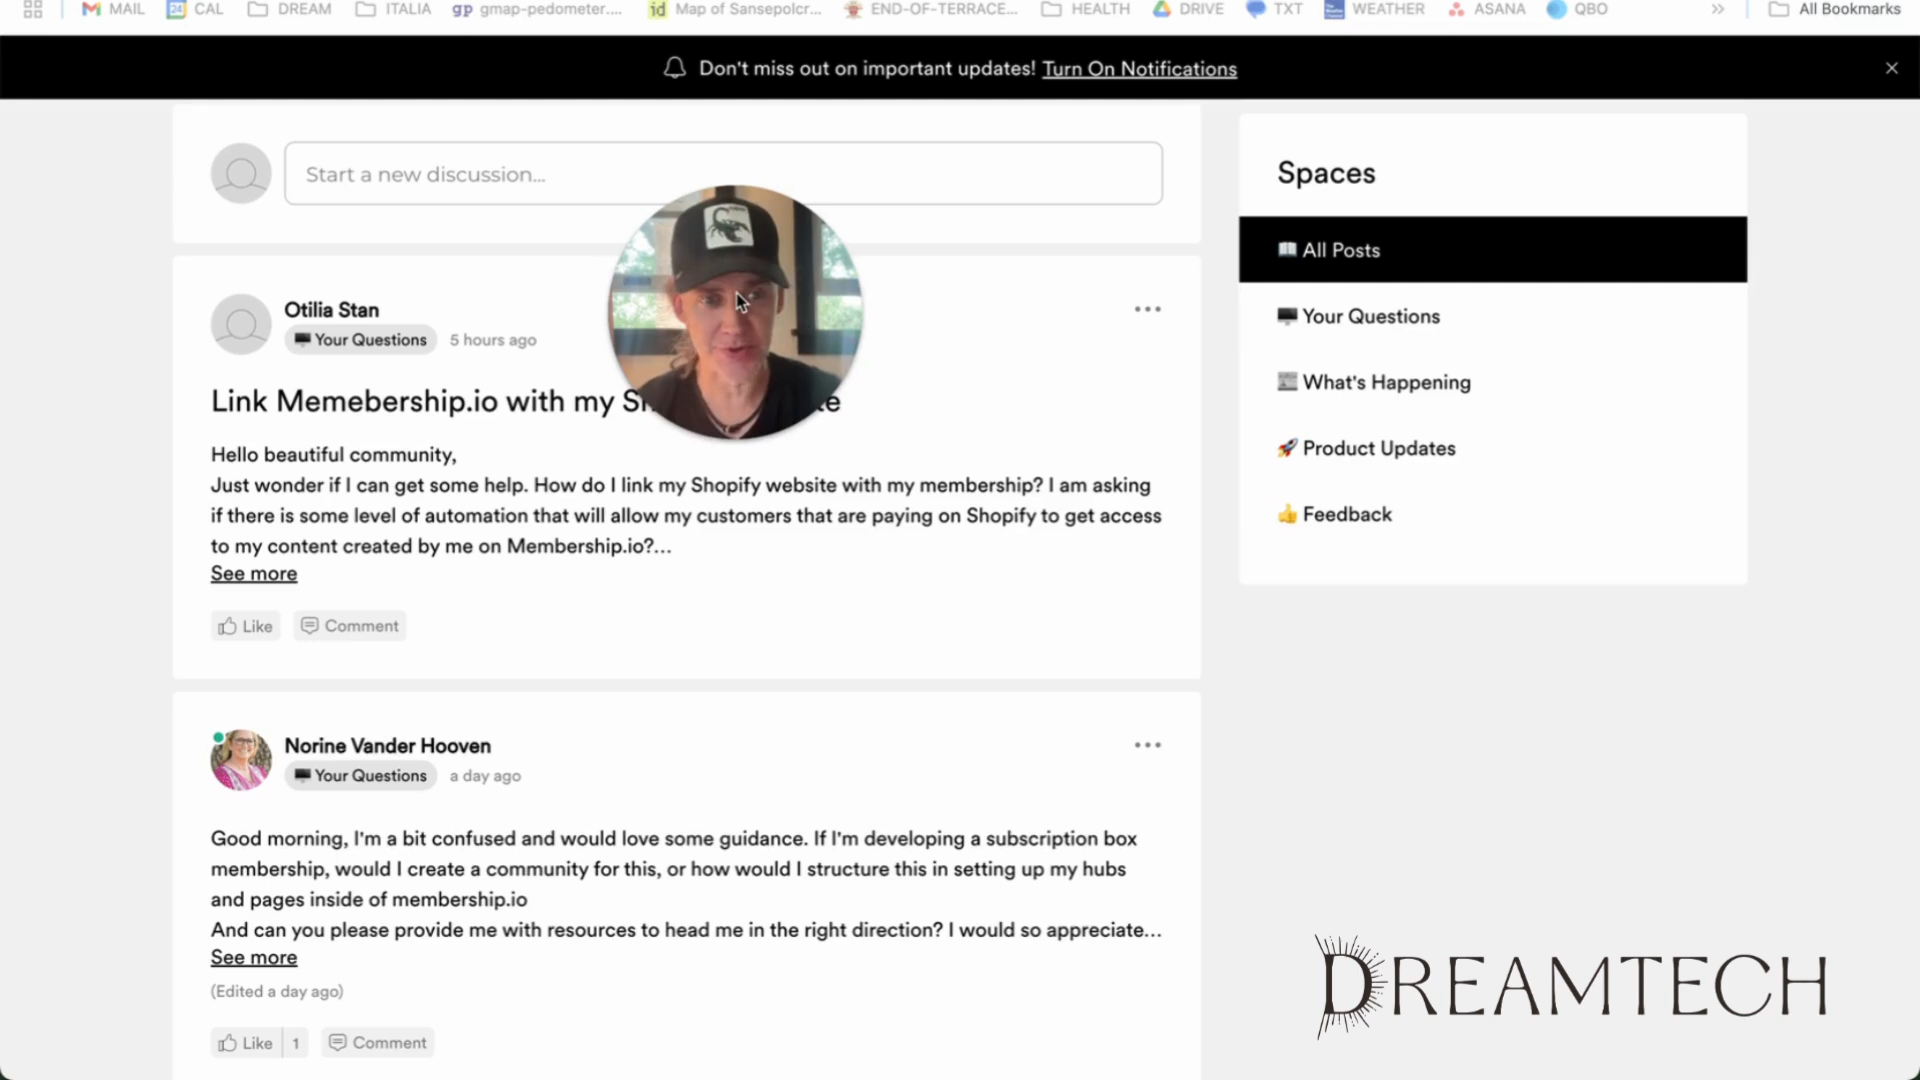 MAIL CAL DREAM ITALIA gp gmap-pedometer.... id Map of Sansepolcr... END-OF-TERRACE... HEALTH DRIVE TXT WEATHER ASANA QBO » All Bookmarks
Don't miss out on important updates! Turn On Notifications
Start a new discussion...
Otilia Stan
Your Questions 5 hours ago
Link Memebership.io with my
Hello beautiful community,
Just wonder if I can get some help. How do I link my Shopify website with my membership? I am asking
if there is some level of automation that will allow my customers that are paying on Shopify to get access
to my content created by me on Membership.io?...
See more
Like Comment
Norine Vander Hooven
Your Questions a day ago
Good morning, I'm a bit confused and would love some guidance. If I'm developing a subscription box
membership, would I create a community for this, or how would I structure this in setting up my hubs
and pages inside of membership.io
And can you please provide me with resources to head me in the right direction? I would so appreciate...
See more
(Edited a day ago)
Like 1 Comment
Spaces
All Posts
Your Questions
What's Happening
Product Updates
Feedback
DREAMTECH